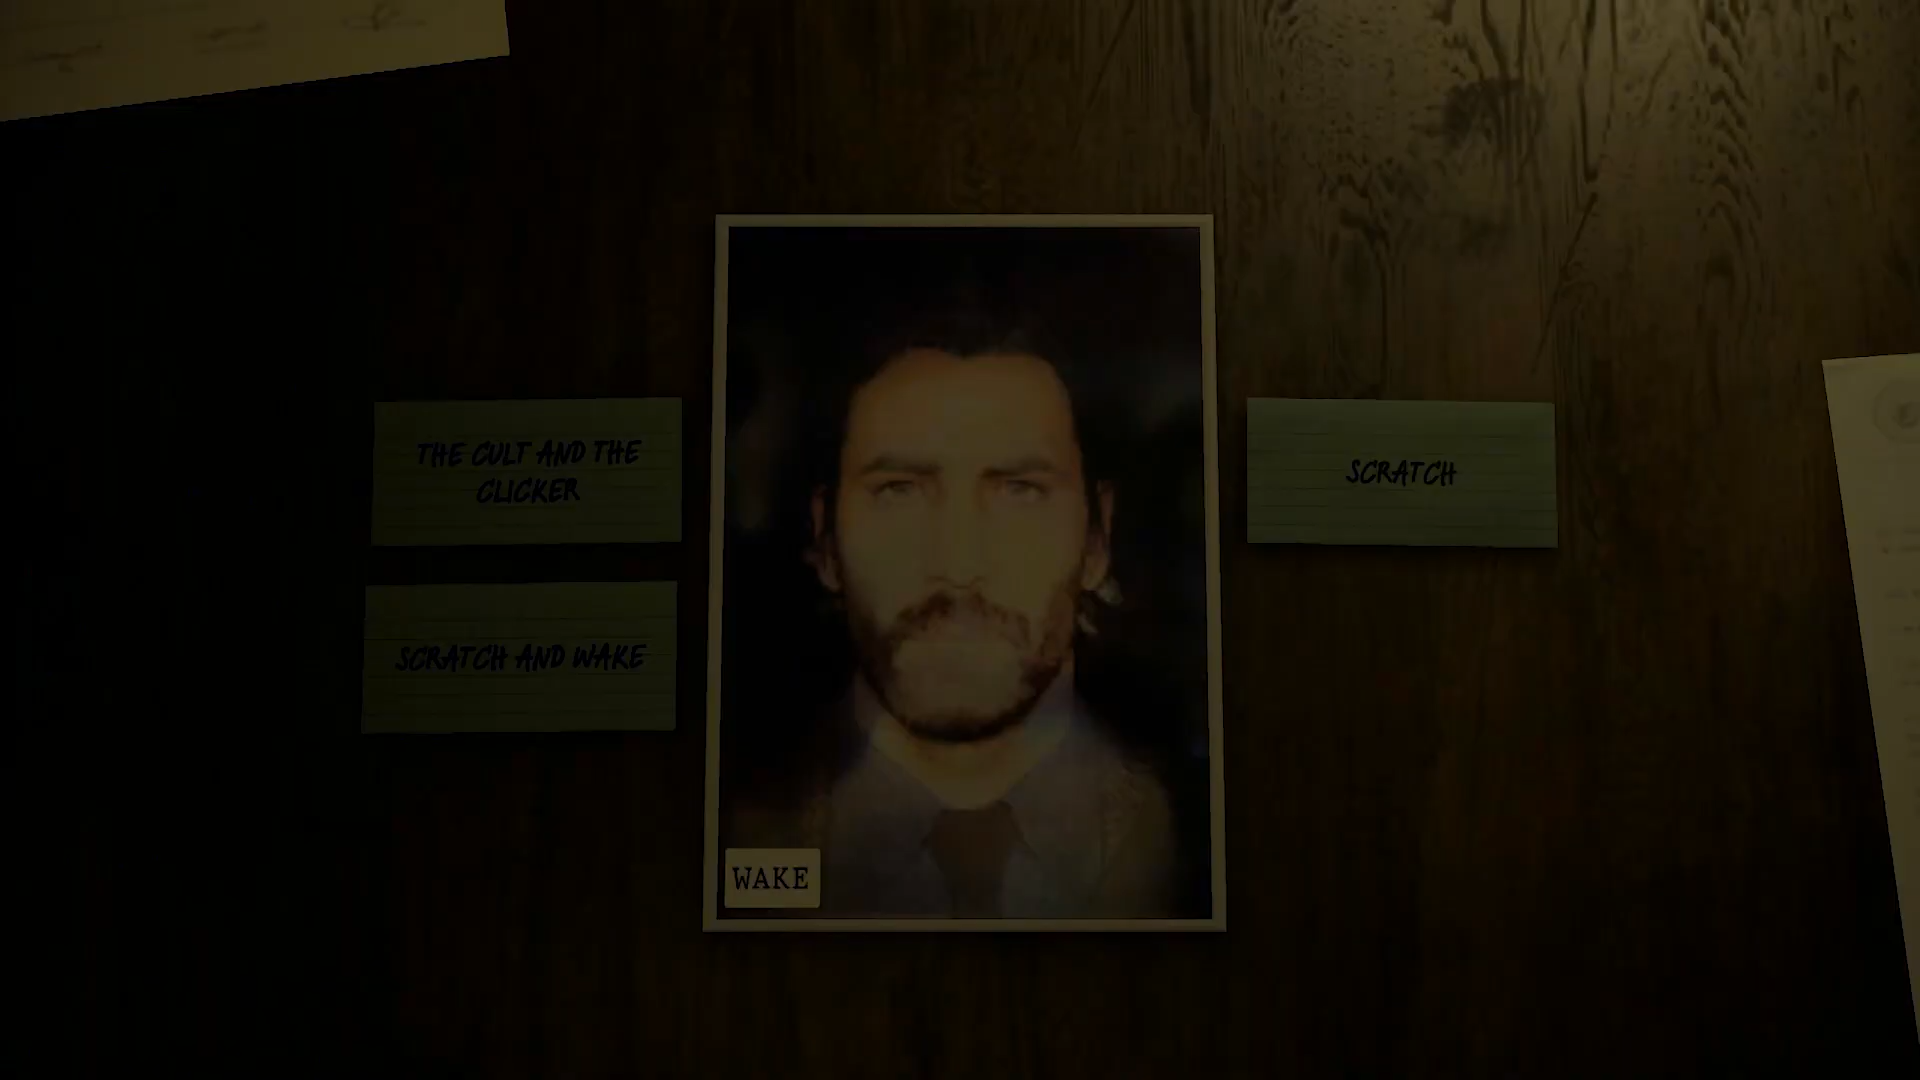 THE CULT AND THE
CLICKER
SCRATCH AND WAKE
SCRATCH
WAKE